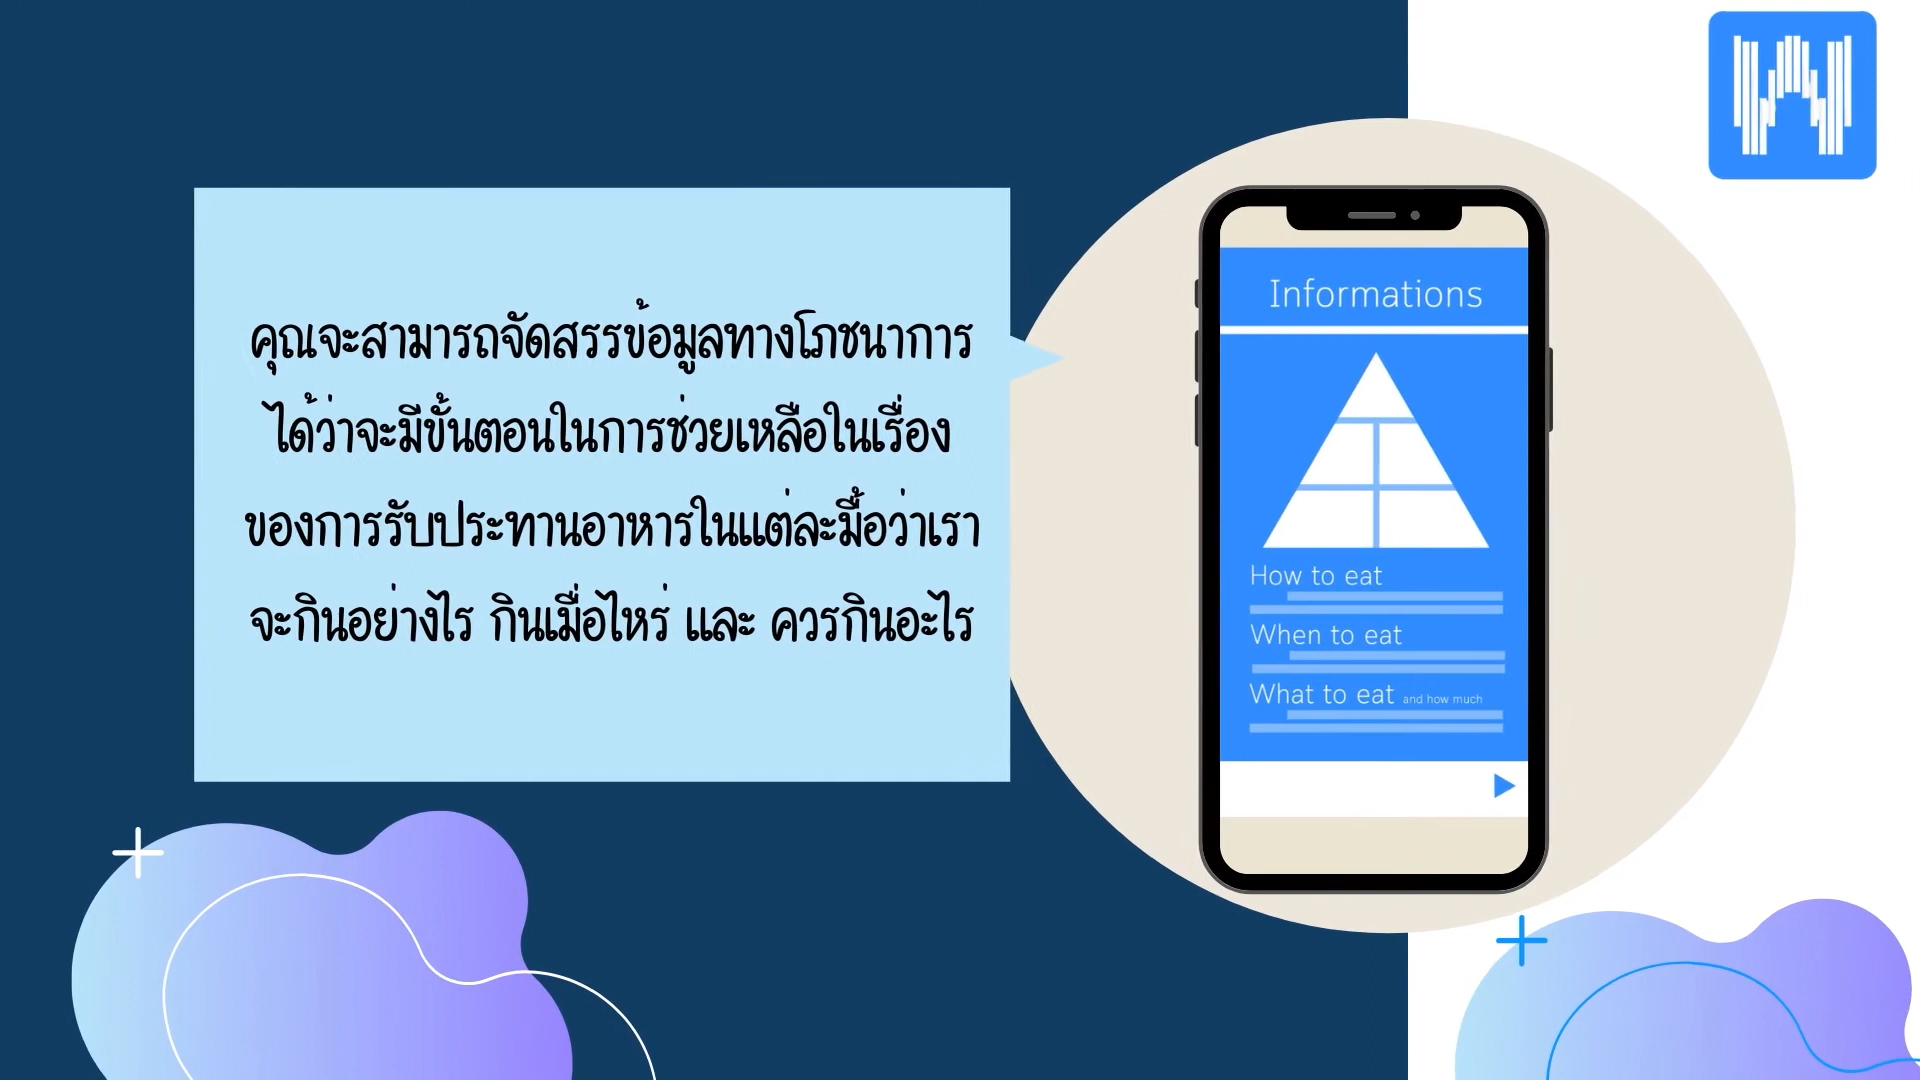 คุณจะสามารถจัดสรรข้อมูลทางโภชนาการ
ได้ว่าจะมีขั้นตอนในการช่วยเหลือในเรื่อง
ของการรับประทานอาหารในแต่ละมื้อว่าเรา
จะกินอย่างไร กินเมื่อไหร่ และ ควรกินอะไร
Informations
How to eat
When to eat
What to eat and how much